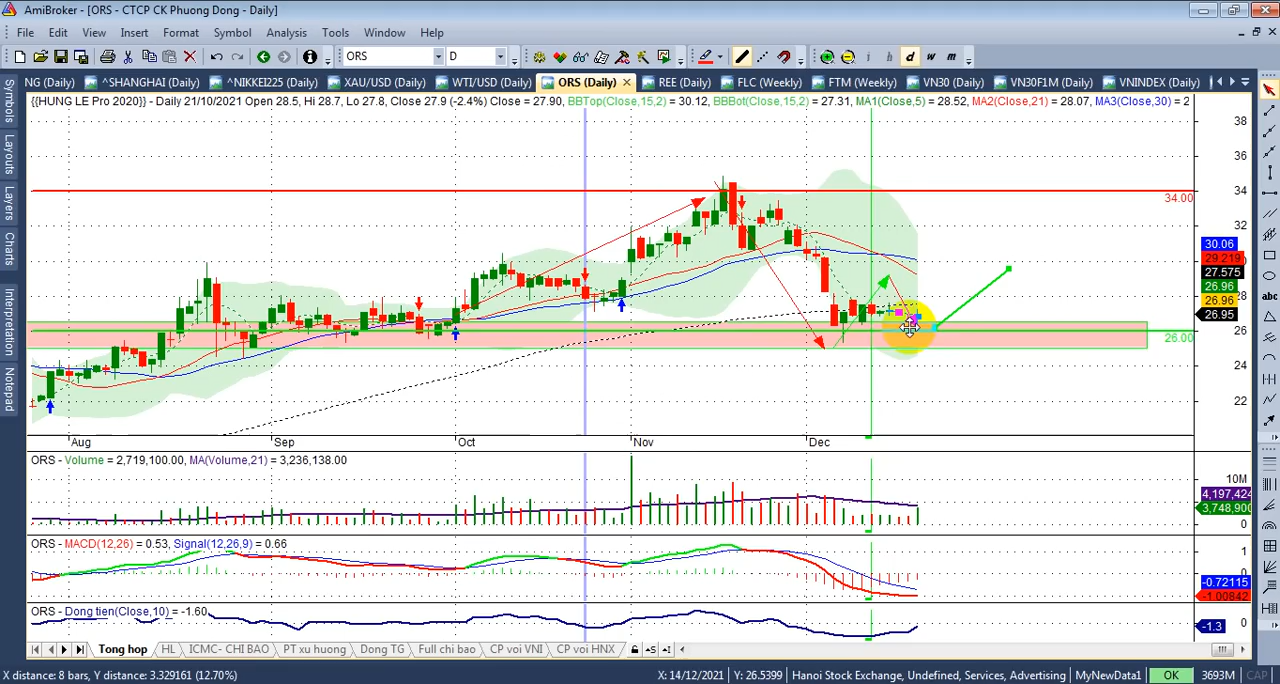 AmiBroker - [ORS - CTCP CK Phuong Dong - Daily]
File Edit View Insert Format Symbol Analysis Tools Window Help
ORS D i h d w m
NG (Daily) ^SHANGHAI (Daily) ^NIKKEI225 (Daily) XAU/USD (Daily) WTI/USD (Daily) ORS (Daily) REE (Daily) FLC (Weekly) FTM (Weekly) VN30 (Daily) VN30F1M (Daily) VNINDEX (Daily)
{{HUNG LE Pro 2020}} - Daily 21/10/2021 Open 28.5, Hi 28.7, Lo 27.8, Close 27.9 (-2.4%) Close = 27.90, BBTop(Close,15,2) = 30.12, BBBot(Close,15,2) = 27.31, MA1(Close,5) = 28.52, MA2(Close,21) = 28.07, MA3(Close,30) = 2
Symbols
Layouts
Layers
Charts
Interpretation
Notepad
abc
38
36
34
34.00
32
30.06
29.219
27.575
28
26.96
26.96
26.95
26
26.00
24
22
Aug Sep Oct Nov Dec
ORS - Volume = 2,719,100.00, MA(Volume,21) = 3,236,138.00
10M
4,197,424
3,748,900
0
ORS - MACD(12,26) = 0.53, Signal(12,26,9) = 0.66
1
0
-0.72115
-1.00842
ORS - Dong tien(Close,10) = -1.60
0
-1.3
Tong hop HL ICMC- CHI BAO PT xu huong Dong TG Full chi bao CP voi VNI CP voi HNX
X distance: 8 bars, Y distance: 3.329161 (12.70%) X: 14/12/2021 Y: 26.5399 Hanoi Stock Exchange, Undefined, Services, Advertising MyNewData1 OK 3693M CAP